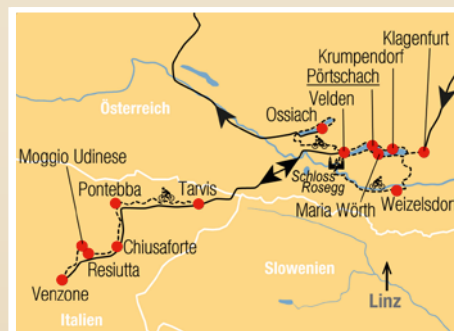 Klagenfurt
Krumpendorf
Pörtschach
Velden
Österreich
Ossiach
Moggio Udinese
Pontebba
Tarvis
Schloss
Rosegg
Maria Wörth
Weizelsdorf
Chiusaforte
Resiutta
Venzone
Slowenien
Linz
Italien